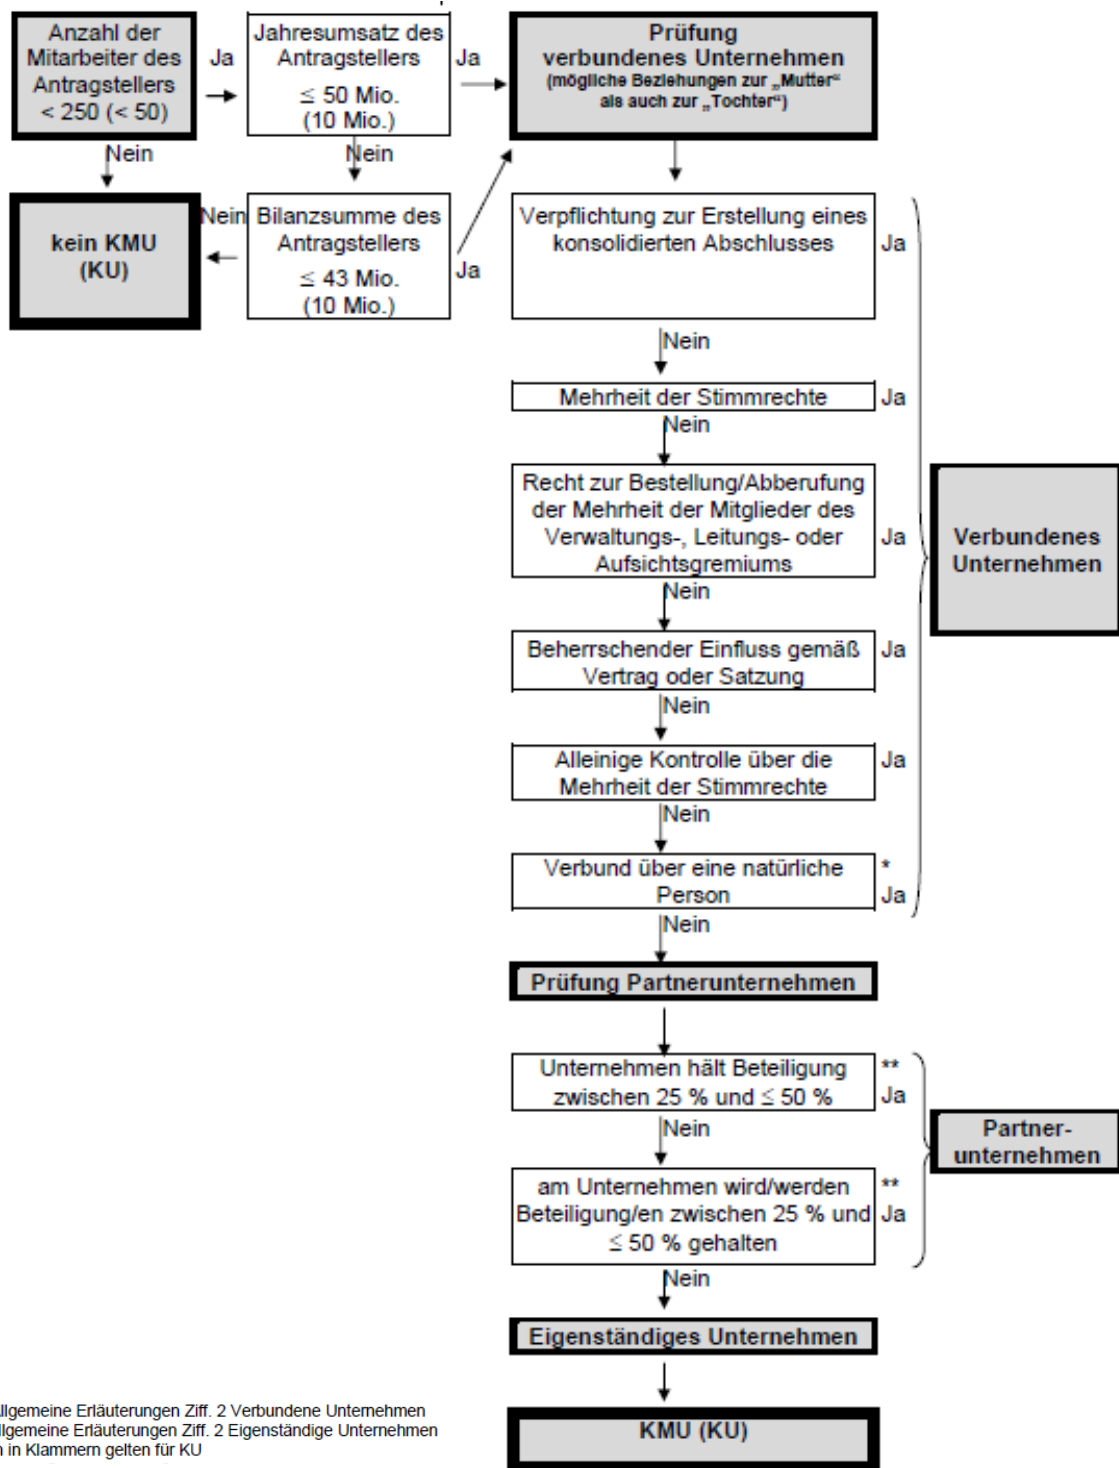 Anzahl der
Mitarbeiter des
Antragstellers
< 250 (< 50)
Ja
Jahresumsatz des
Antragstellers
≤ 50 Mio.
(10 Mio.)
Ja
Prüfung
verbundenes Unternehmen
(mögliche Beziehungen zur „Mutter“
als auch zur „Tochter“)
Nein
Nein
kein KMU
(KU)
Nein
Bilanzsumme des
Antragstellers
≤ 43 Mio.
(10 Mio.)
Ja
Verpflichtung zur Erstellung eines
konsolidierten Abschlusses
Ja
Nein
Mehrheit der Stimmrechte
Ja
Nein
Recht zur Bestellung/Abberufung
der Mehrheit der Mitglieder des
Verwaltungs-, Leitungs- oder
Aufsichtsgremiums
Ja
Verbundenes
Unternehmen
Nein
Beherrschender Einfluss gemäß
Vertrag oder Satzung
Ja
Nein
Alleinige Kontrolle über die
Mehrheit der Stimmrechte
Ja
Nein
Verbund über eine natürliche
Person
*
Ja
Nein
Prüfung Partnerunternehmen
Unternehmen hält Beteiligung
zwischen 25 % und ≤ 50 %
**
Ja
Nein
Partner-
unternehmen
am Unternehmen wird/werden
Beteiligung/en zwischen 25 % und
≤ 50 % gehalten
**
Ja
Nein
Eigenständiges Unternehmen
KMU (KU)
Allgemeine Erläuterungen Ziff. 2 Verbundene Unternehmen
llgemeine Erläuterungen Ziff. 2 Eigenständige Unternehmen
n in Klammern gelten für KU